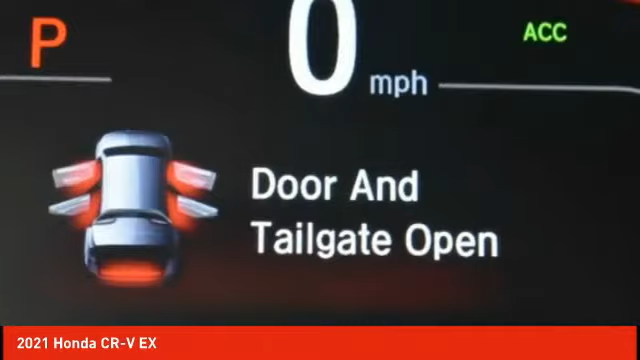 P
0
mph
ACC
Door And
Tailgate Open
2021 Honda CR-V EX